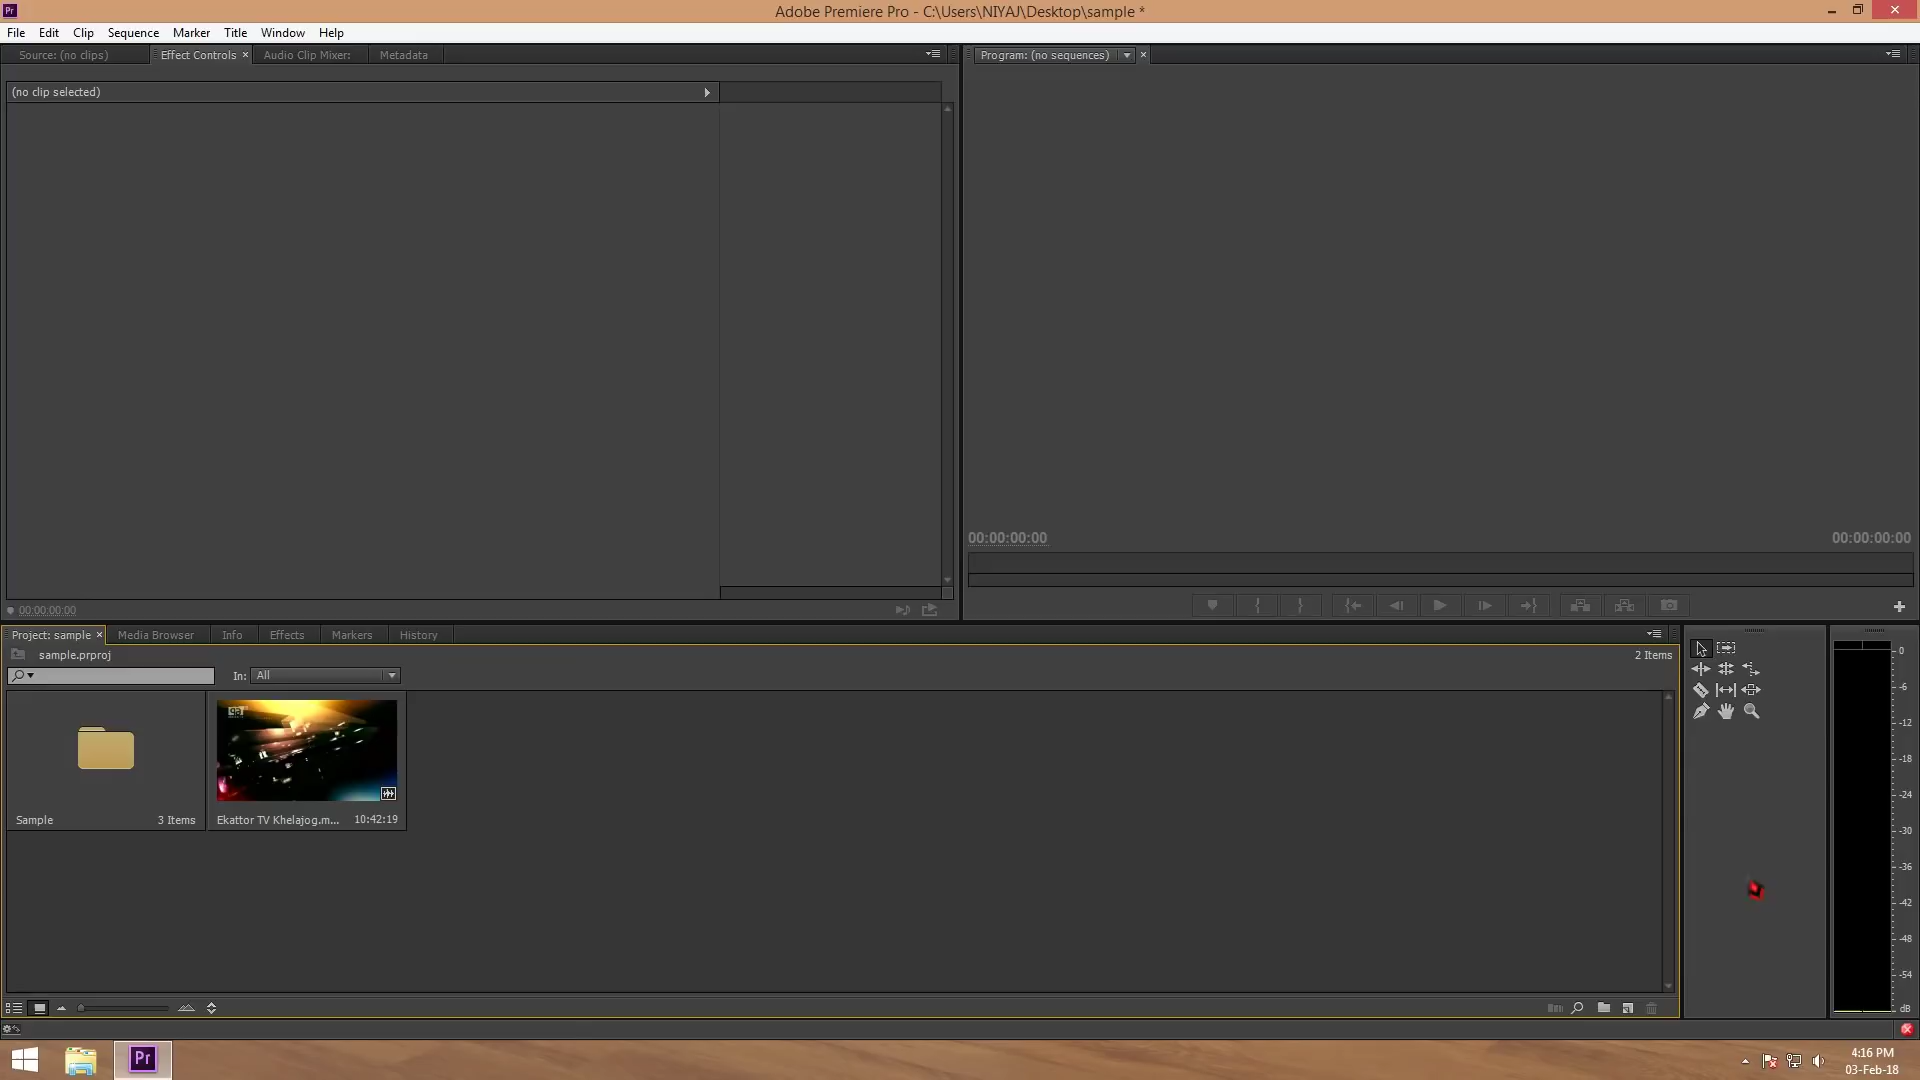 Adobe Premiere Pro - C:\Users\NIYAJ\Desktop\sample *
File Edit Clip Sequence Marker Title Window Help
Source: (no clips) Effect Controls × Audio Clip Mixer: Metadata
Program: (no sequences) ×
(no clip selected)
00:00:00:00 00:00:00:00
00:00:00:00
Project: sample × Media Browser Info Effects Markers History
sample.prproj 2 Items
In: All
Sample 3 Items
Ekattor TV Khelajog.m... 10:42:19
0
-6
-12
-18
-24
-30
-36
-42
-48
-54
dB
Pr
4:16 PM
03-Feb-18